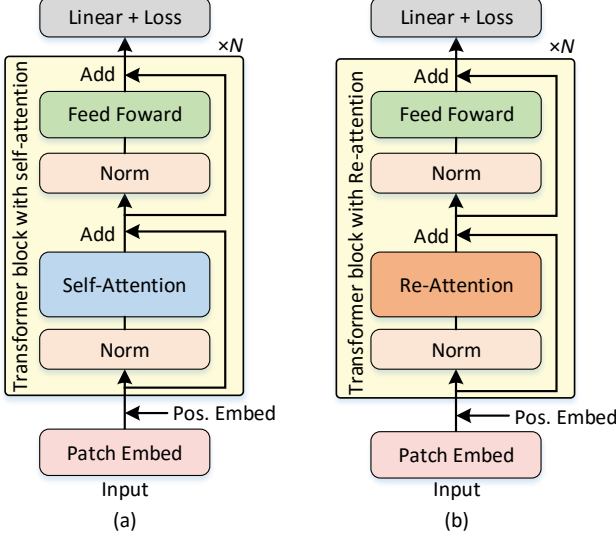 Linear + Loss
×N
Add
Feed Foward
Norm
Add
Self-Attention
Norm
Transformer block with self-attention
Pos. Embed
Patch Embed
Input
(a)
Linear + Loss
×N
Add
Feed Foward
Norm
Add
Re-Attention
Norm
Transformer block with Re-attention
Pos. Embed
Patch Embed
Input
(b)